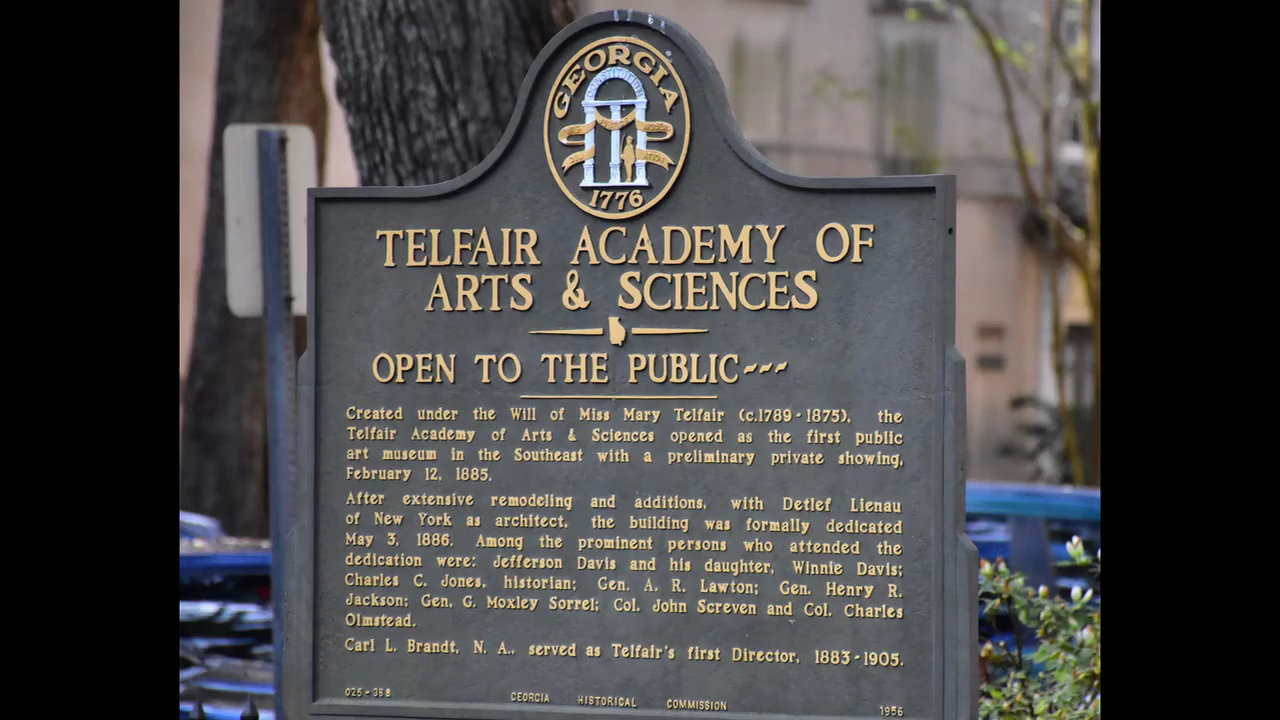 GEORGIA
CONSTITUTION
1776
TELFAIR ACADEMY OF
ARTS & SCIENCES
OPEN TO THE PUBLIC---
Created under the Will of Miss Mary Telfair (c.1789-1875), the
Telfair Academy of Arts & Sciences opened as the first public
art museum in the Southeast with a preliminary private showing,
February 12, 1885.
After extensive remodeling and additions, with Detlef Lienau
of New York as architect, the building was formally dedicated
May 3, 1886. Among the prominent persons who attended the
dedication were: Jefferson Davis and his daughter, Winnie Davis;
Charles C. Jones, historian; Gen. A. R. Lawton; Gen. Henry R.
Jackson; Gen. G. Moxley Sorrel; Col. John Screven and Col. Charles
Olmstead.
Carl L. Brandt, N. A., served as Telfair's first Director, 1883-1905.
025-38B GEORGIA HISTORICAL COMMISSION 1956